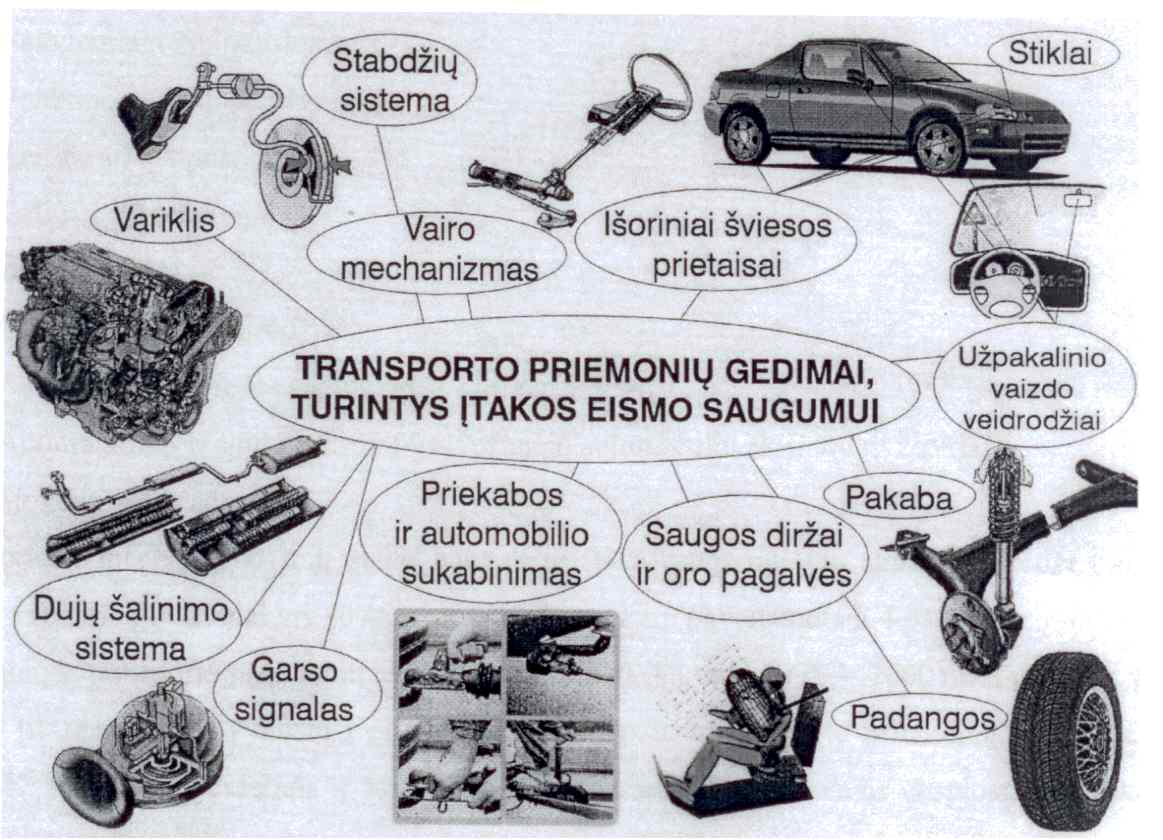 Stabdžių
sistema
Stiklai
Variklis
Vairo
mechanizmas
Išoriniai šviesos
prietaisai
TRANSPORTO PRIEMONIŲ GEDIMAI,
TURINTYS ĮTAKOS EISMO SAUGUMUI
Užpakalinio
vaizdo
veidrodžiai
Priekabos
ir automobilio
sukabinimas
Pakaba
Saugos diržai
ir oro pagalvės
Dujų šalinimo
sistema
Garso
signalas
Padangos